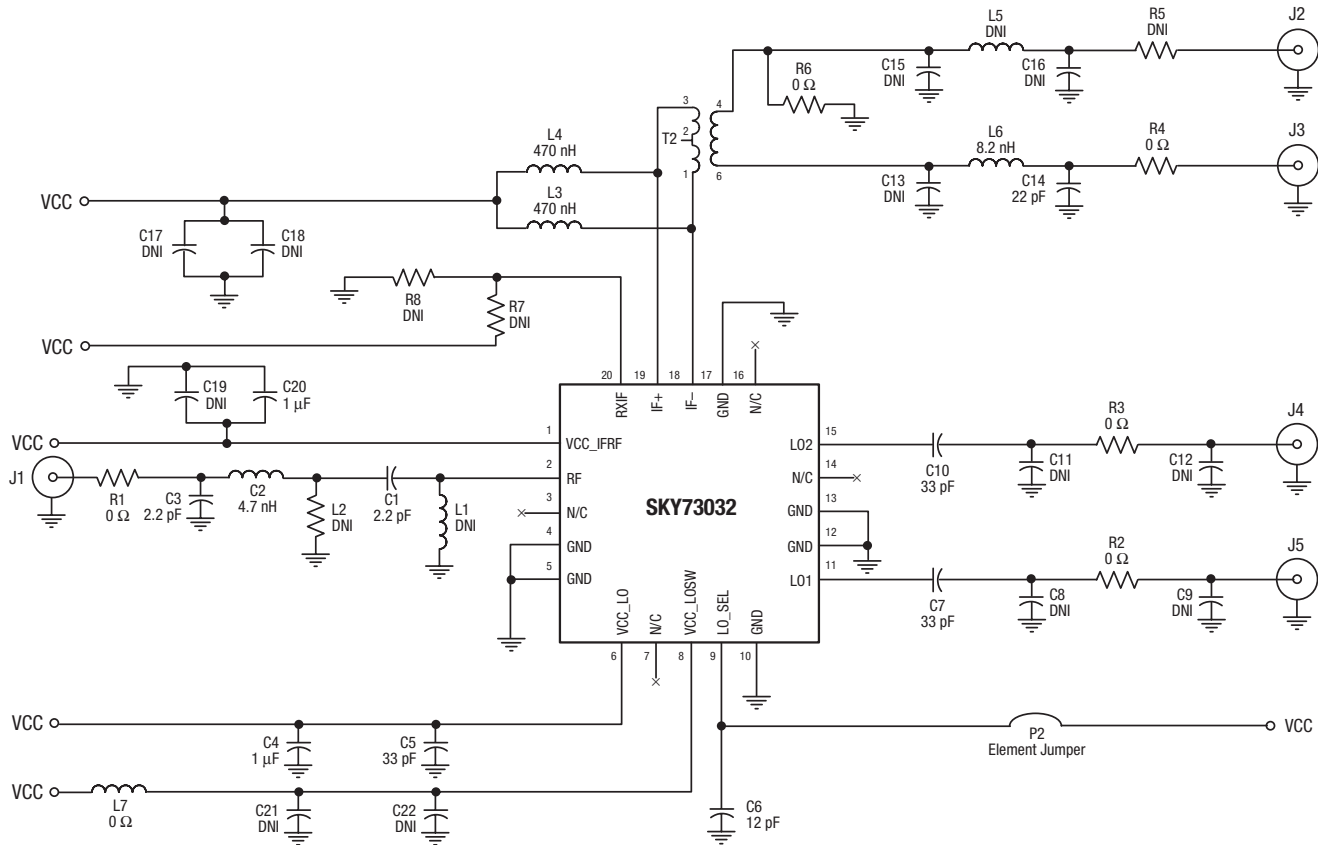 L5
DNI
R5
DNI
J2
C15
DNI
C16
DNI
R6
0 Ω
3
4
T2
2
1
6
L4
470 nH
L3
470 nH
L6
8.2 nH
R4
0 Ω
J3
C13
DNI
C14
22 pF
VCC
C17
DNI
C18
DNI
R8
DNI
R7
DNI
VCC
C19
DNI
C20
1 µF
20
19
18
17
16
RXIF
IF+
IF–
GND
N/C
VCC
1
VCC_IFRF
J1
R1
0 Ω
C3
2.2 pF
C2
4.7 nH
L2
DNI
C1
2.2 pF
L1
DNI
2
RF
3
N/C
4
GND
5
GND
SKY73032
15
LO2
14
N/C
13
GND
12
GND
11
LO1
C10
33 pF
C11
DNI
R3
0 Ω
C12
DNI
J4
C7
33 pF
C8
DNI
R2
0 Ω
C9
DNI
J5
VCC_LO
N/C
VCC_LOSW
LO_SEL
GND
6
7
8
9
10
VCC
C4
1 µF
C5
33 pF
P2
Element Jumper
VCC
VCC
L7
0 Ω
C21
DNI
C22
DNI
C6
12 pF